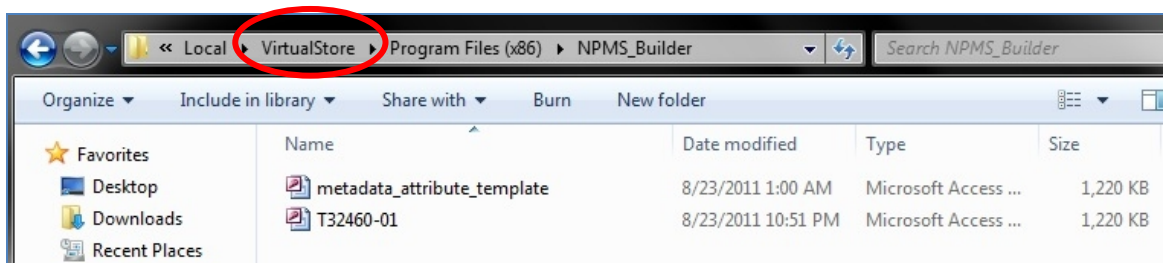 « Local VirtualStore Program Files (x86) NPMS_Builder Search NPMS_Builder
Organize Include in library Share with Burn New folder
Favorites Name Date modified Type Size
Desktop metadata_attribute_template 8/23/2011 1:00 AM Microsoft Access ... 1,220 KB
Downloads T32460-01 8/23/2011 10:51 PM Microsoft Access ... 1,220 KB
Recent Places